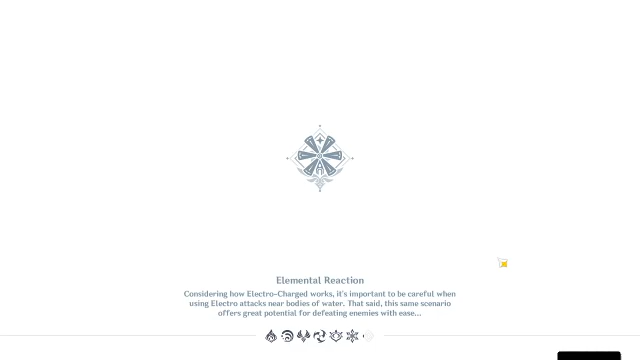 Elemental Reaction
Considering how Electro-Charged works, it's important to be careful when
using Electro attacks near bodies of water. That said, this same scenario
offers great potential for defeating enemies with ease...